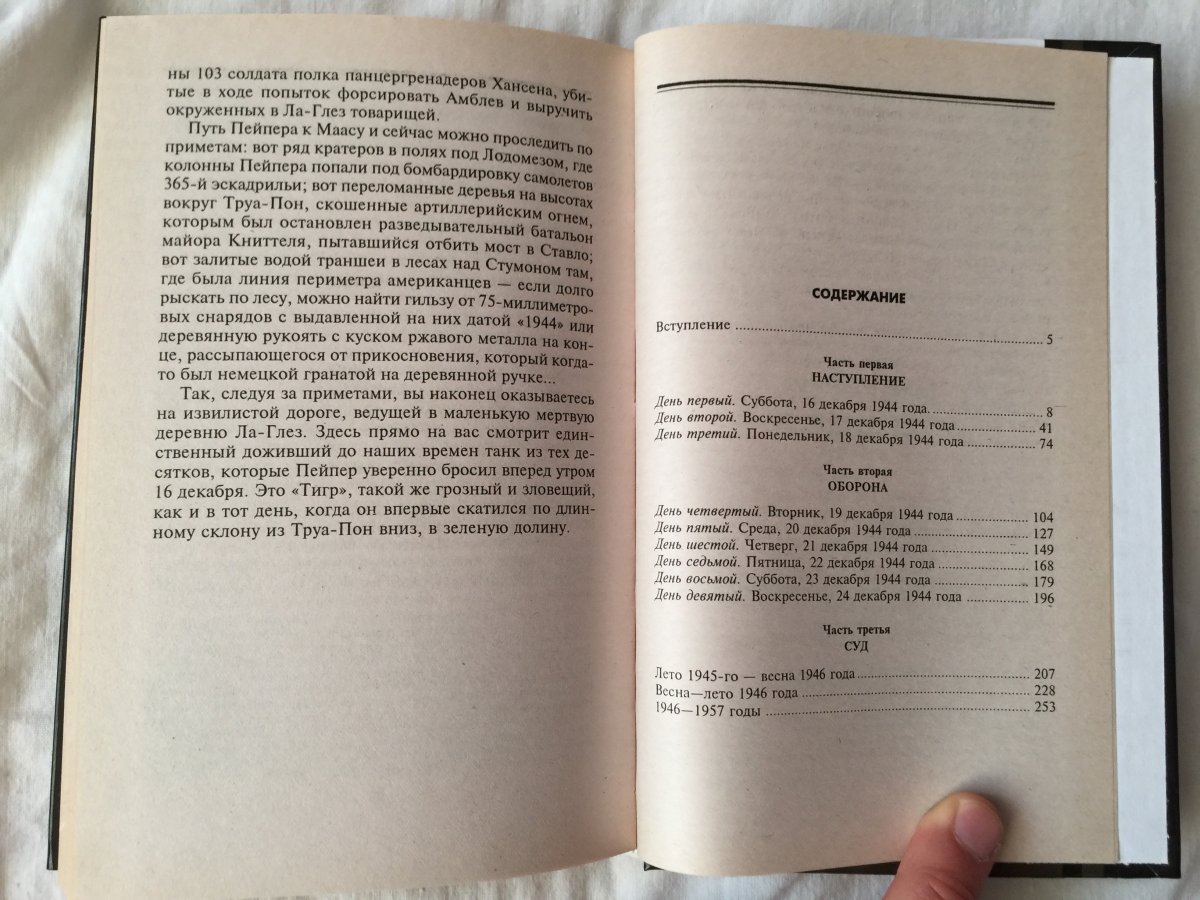 ны 103 солдата полка панцергренадеров Хансена, уби-
тые в ходе попыток форсировать Амблев и выручить
окруженных в Ла-Глез товарищей.
Путь Пейпера к Маасу и сейчас можно проследить по
приметам: вот ряд кратеров в полях под Лодомезом, где
колонны Пейпера попали под бомбардировку самолетов
365-й эскадрильи; вот переломанные деревья на высотах
вокруг Труа-Пон, скошенные артиллерийским огнем,
которым был остановлен разведывательный батальон
майора Книттеля, пытавшийся отбить мост в Ставло;
вот залитые водой траншеи в лесах над Стумоном там,
где была линия периметра американцев — если долго
рыскать по лесу, можно найти гильзу от 75-миллиметро-
вых снарядов с выдавленной на них датой «1944» или
деревянную рукоять с куском ржавого металла на кон-
це, рассыпающегося от прикосновения, который когда-
то был немецкой гранатой на деревянной ручке...
Так, следуя за приметами, вы наконец оказываетесь
на извилистой дороге, ведущей в маленькую мертвую
деревню Ла-Глез. Здесь прямо на вас смотрит един-
ственный доживший до наших времен танк из тех де-
сятков, которые Пейпер уверенно бросил вперед утром
16 декабря. Это «Тигр», такой же грозный и зловещий,
как и в тот день, когда он впервые скатился по длин-
ному склону из Труа-Пон вниз, в зеленую долину.
СОДЕРЖАНИЕ
Вступление ........ 5
Часть первая
НАСТУПЛЕНИЕ
День первый. Суббота, 16 декабря 1944 года. ........ 8
День второй. Воскресенье, 17 декабря 1944 года ........ 41
День третий. Понедельник, 18 декабря 1944 года ........ 74
Часть вторая
ОБОРОНА
День четвертый. Вторник, 19 декабря 1944 года ........ 104
День пятый. Среда, 20 декабря 1944 года ........ 127
День шестой. Четверг, 21 декабря 1944 года ........ 149
День седьмой. Пятница, 22 декабря 1944 года ........ 168
День восьмой. Суббота, 23 декабря 1944 года ........ 179
День девятый. Воскресенье, 24 декабря 1944 года ........ 196
Часть третья
СУД
Лето 1945-го — весна 1946 года ........ 207
Весна—лето 1946 года ........ 228
1946—1957 годы ........ 253